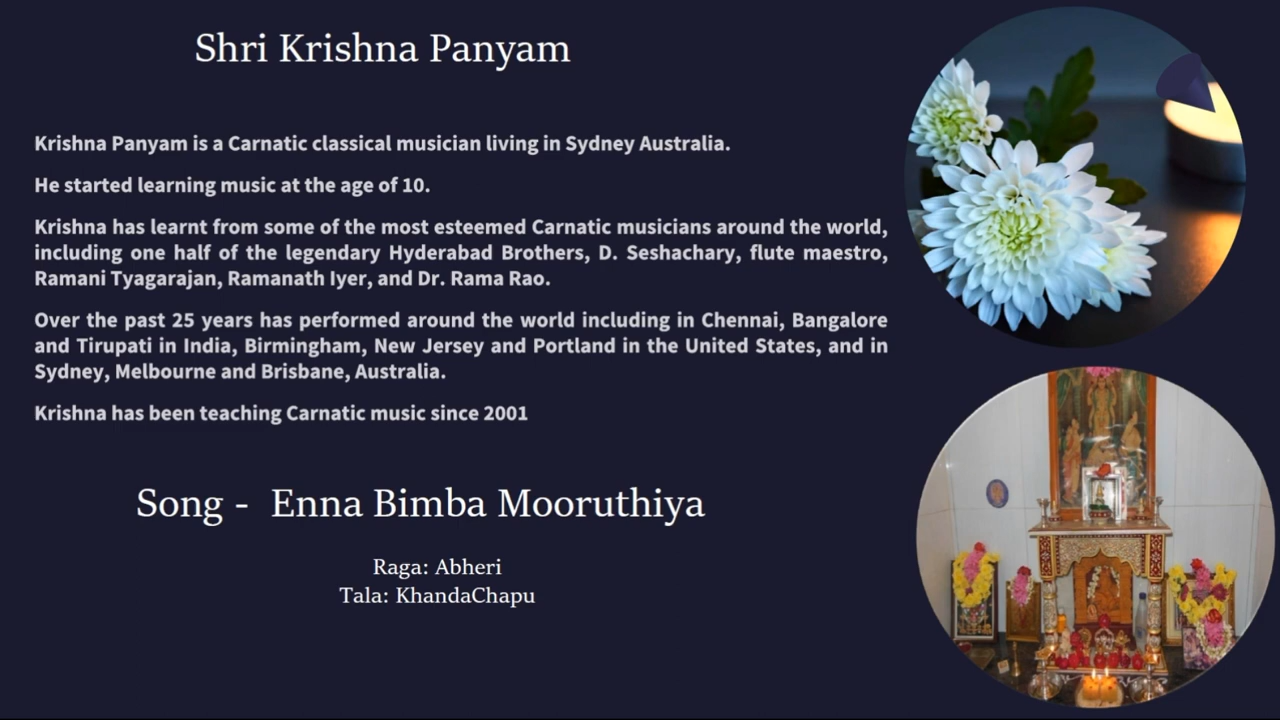 Shri Krishna Panyam
Krishna Panyam is a Carnatic classical musician living in Sydney Australia.
He started learning music at the age of 10.
Krishna has learnt from some of the most esteemed Carnatic musicians around the world,
including one half of the legendary Hyderabad Brothers, D. Seshachary, flute maestro,
Ramani Tyagarajan, Ramanath Iyer, and Dr. Rama Rao.
Over the past 25 years has performed around the world including in Chennai, Bangalore
and Tirupati in India, Birmingham, New Jersey and Portland in the United States, and in
Sydney, Melbourne and Brisbane, Australia.
Krishna has been teaching Carnatic music since 2001
Song - Enna Bimba Mooruthiya
Raga: Abheri
Tala: KhandaChapu